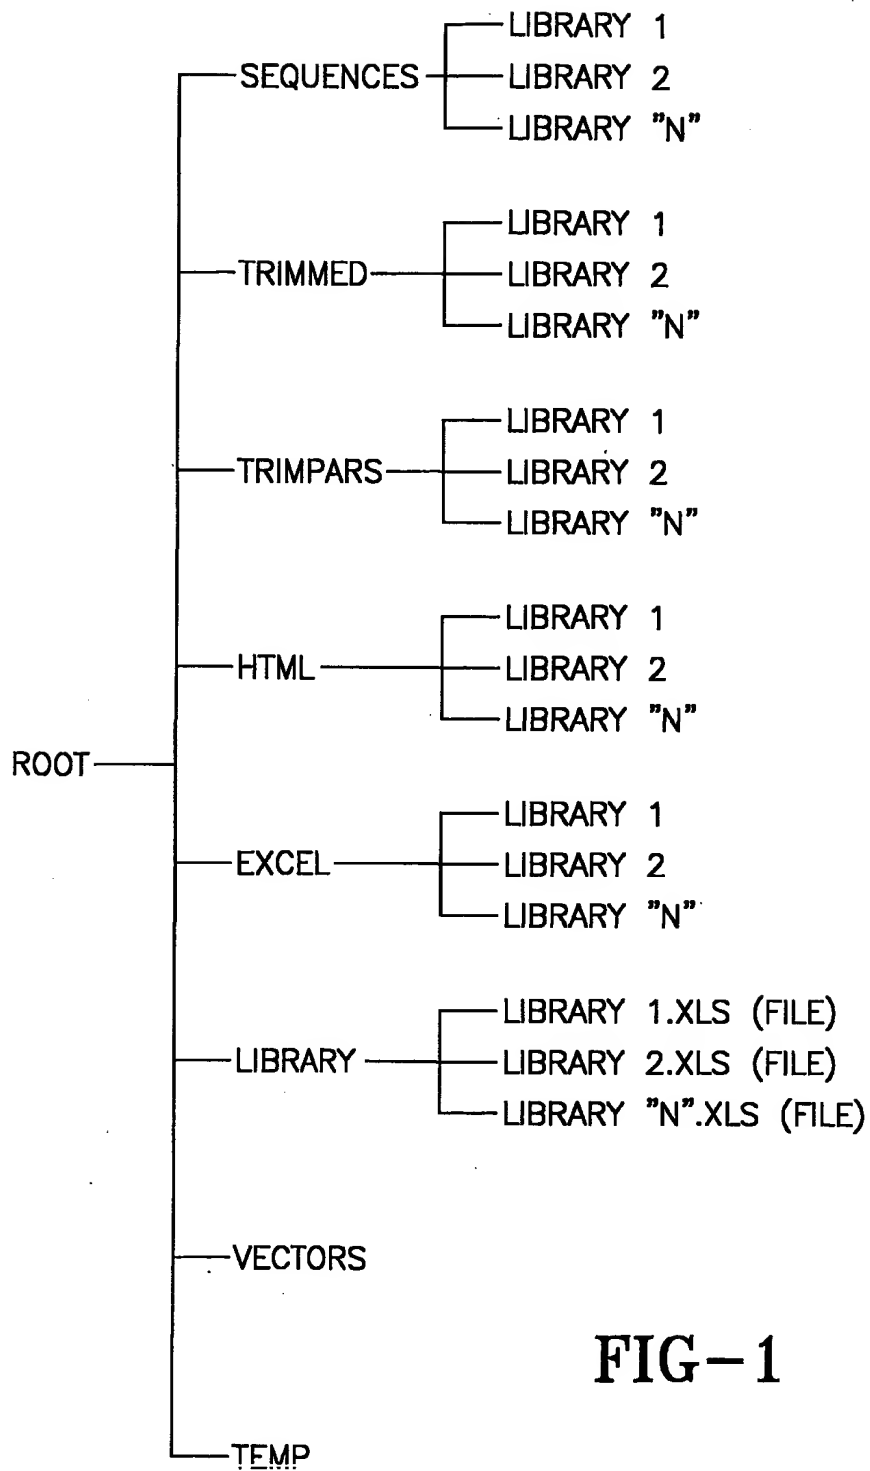 LIBRARY 1
SEQUENCES
LIBRARY 2
LIBRARY "N"
LIBRARY 1
TRIMMED
LIBRARY 2
LIBRARY "N"
LIBRARY 1
TRIMPARS
LIBRARY 2
LIBRARY "N"
LIBRARY 1
HTML
LIBRARY 2
LIBRARY "N"
ROOT
LIBRARY 1
EXCEL
LIBRARY 2
LIBRARY "N"
LIBRARY 1.XLS (FILE)
LIBRARY
LIBRARY 2.XLS (FILE)
LIBRARY "N".XLS (FILE)
VECTORS
FIG-1
TEMP